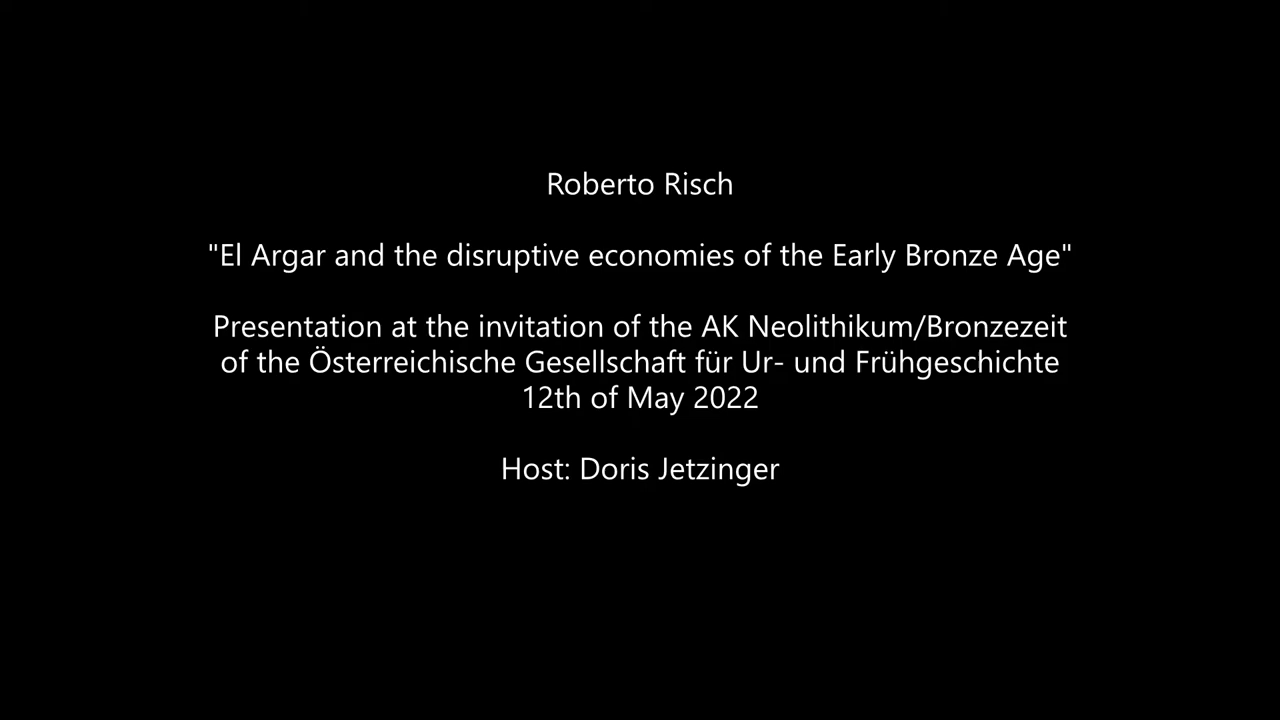 Roberto Risch
"El Argar and the disruptive economies of the Early Bronze Age"
Presentation at the invitation of the AK Neolithikum/Bronzezeit
of the Österreichische Gesellschaft für Ur- und Frühgeschichte
12th of May 2022
Host: Doris Jetzinger